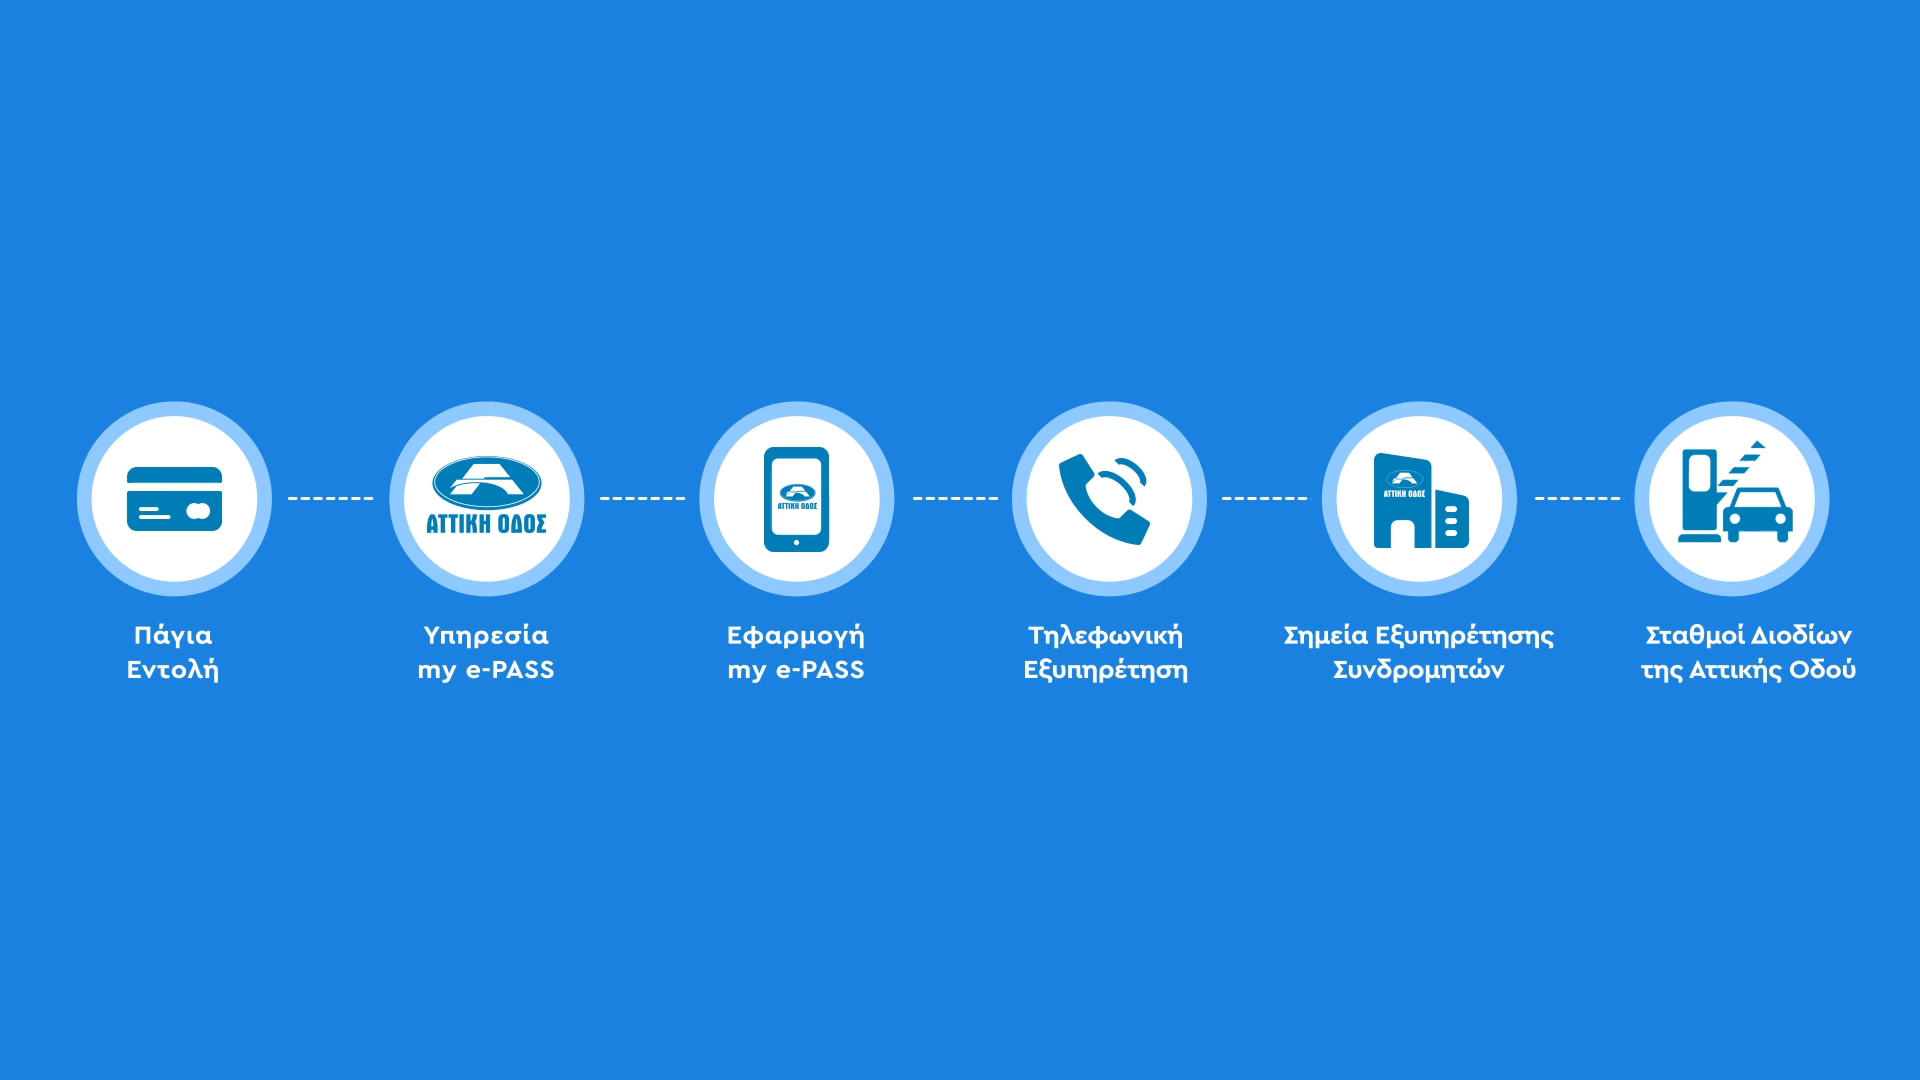 ΑΤΤΙΚΗ ΟΔΟΣ
ΑΤΤΙΚΗ ΟΔΟΣ
ΑΤΤΙΚΗ ΟΔΟΣ
Πάγια
Εντολή
Υπηρεσία
my e-PASS
Εφαρμογή
my e-PASS
Τηλεφωνική
Εξυπηρέτηση
Σημεία Εξυπηρέτησης
Συνδρομητών
Σταθμοί Διοδίων
της Αττικής Οδού